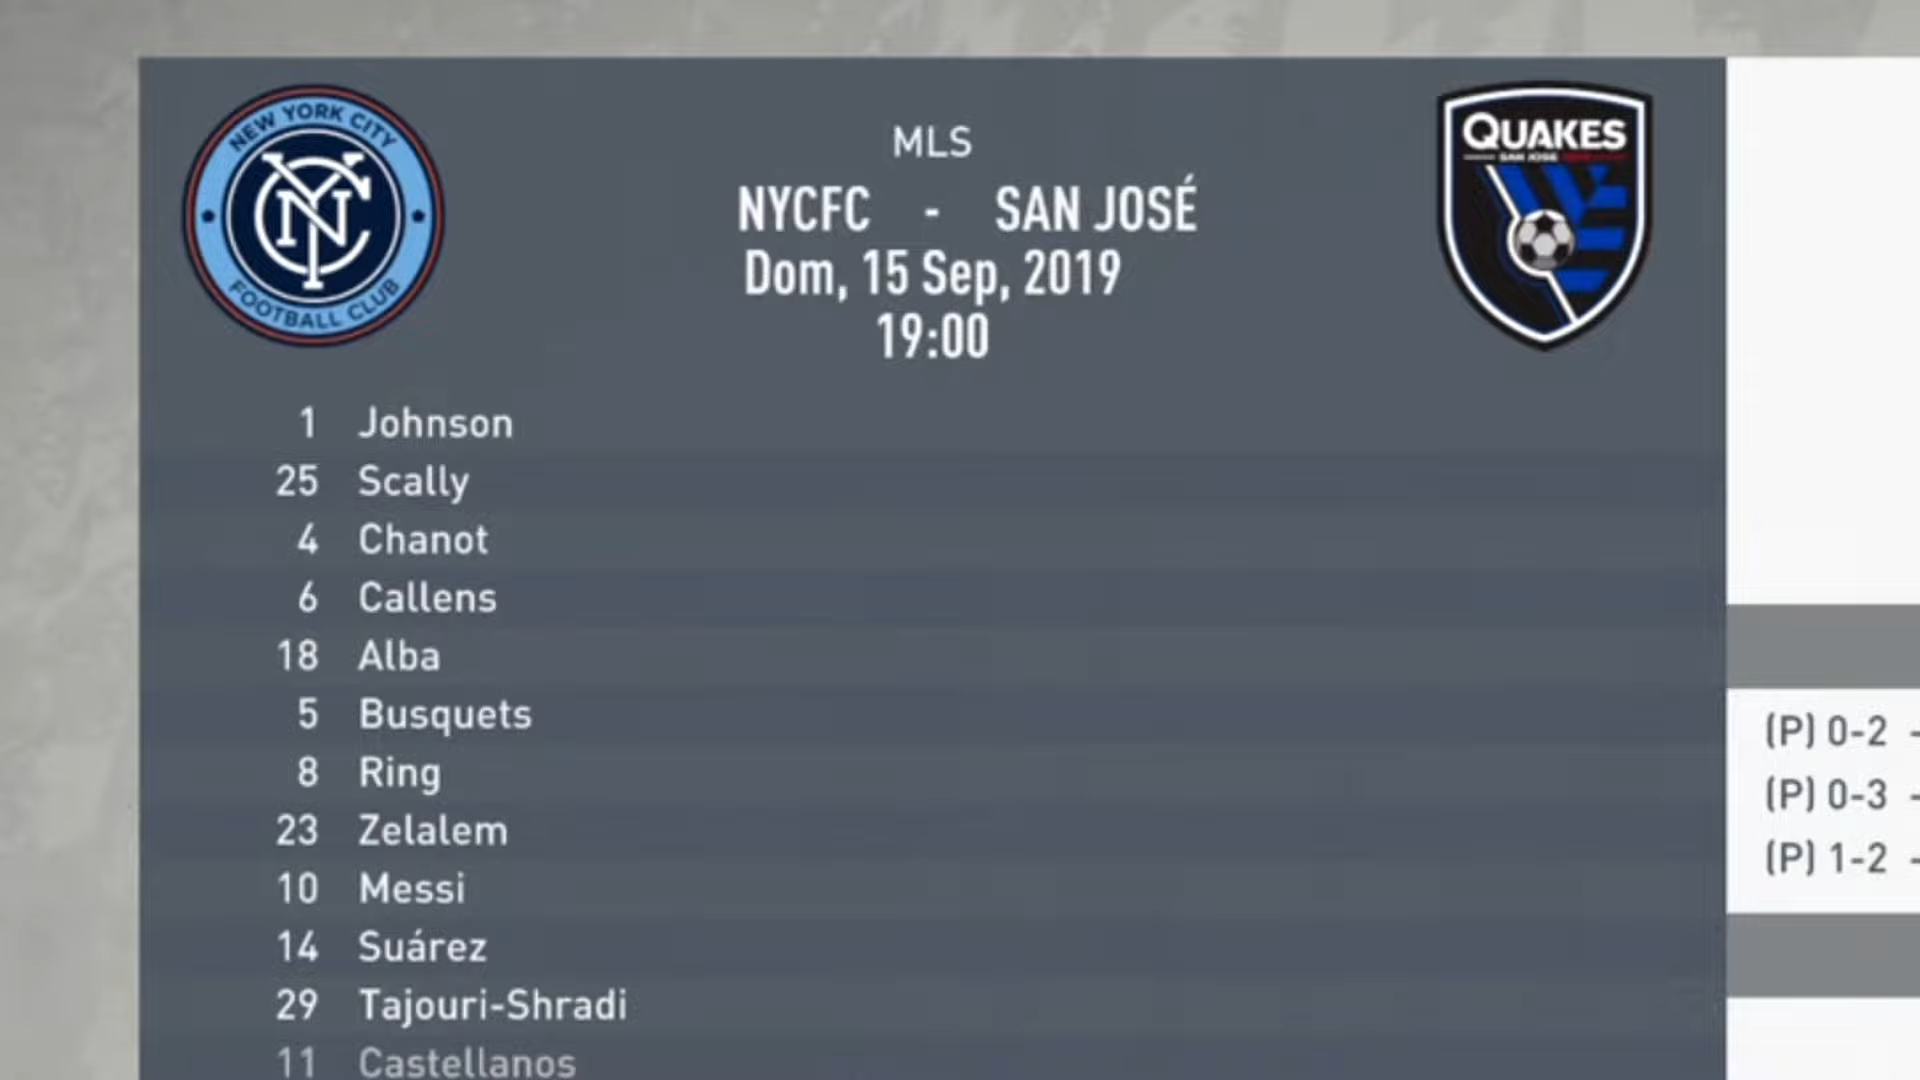 NEW YORK CITY
FOOTBALL CLUB
NYC
QUAKES
SAN JOSE
MLS
NYCFC - SAN JOSÉ
Dom, 15 Sep, 2019
19:00
1 Johnson
25 Scally
4 Chanot
6 Callens
18 Alba
5 Busquets
8 Ring
23 Zelalem
10 Messi
14 Suárez
29 Tajouri-Shradi
11 Castellanos
(P) 0-2 -
(P) 0-3 -
(P) 1-2 -